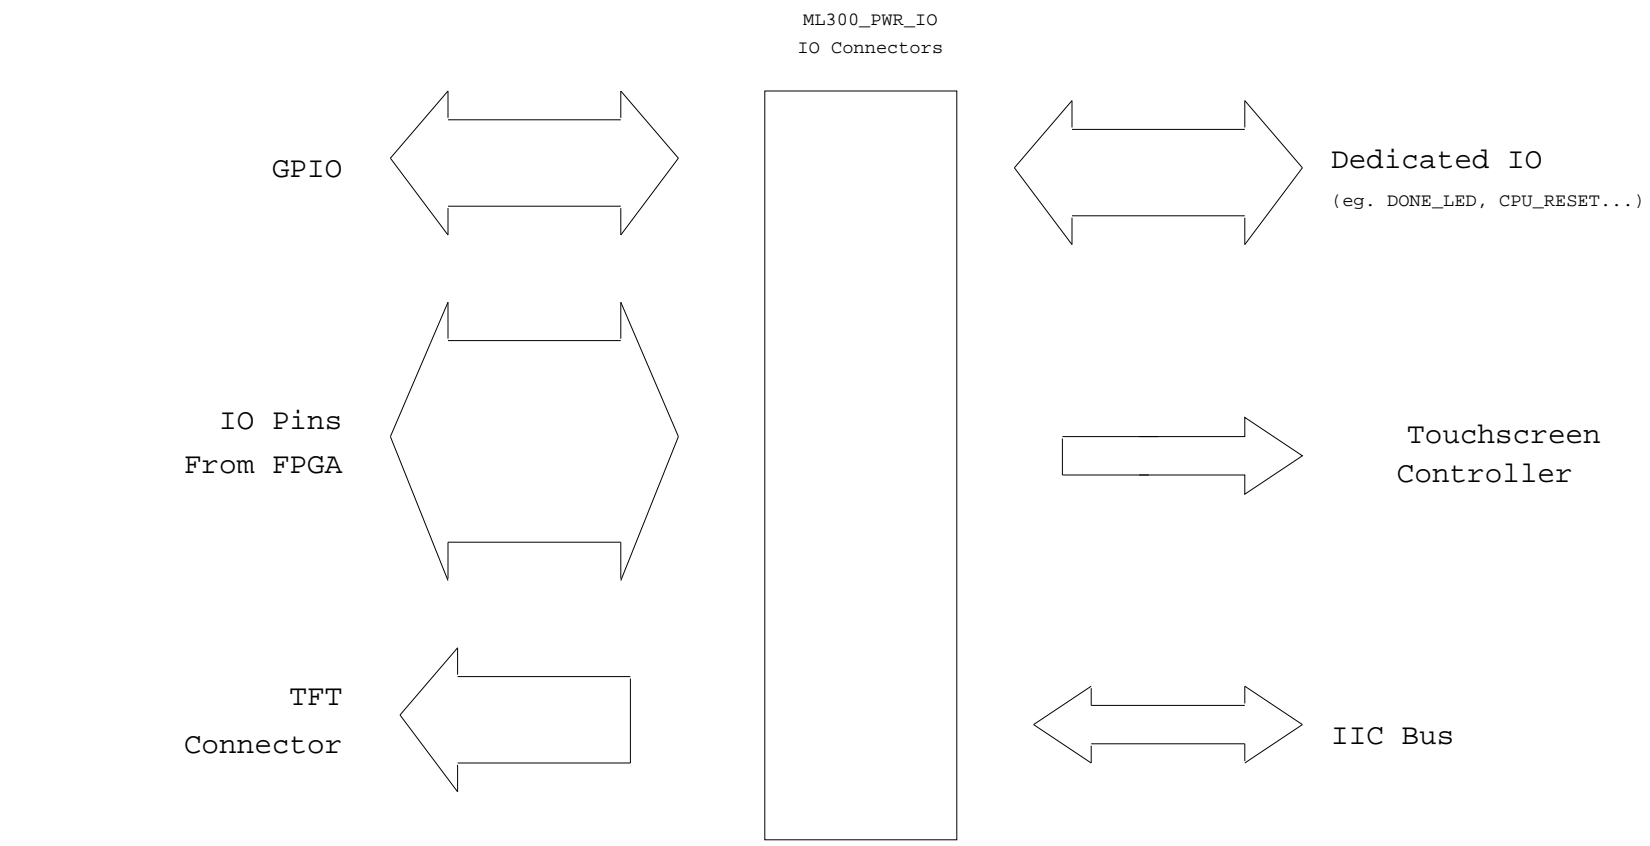 ML300_PWR_IO
IO Connectors
GPIO
Dedicated IO
(eg. DONE_LED, CPU_RESET...)
IO Pins
From FPGA
Touchscreen
Controller
TFT
Connector
IIC Bus